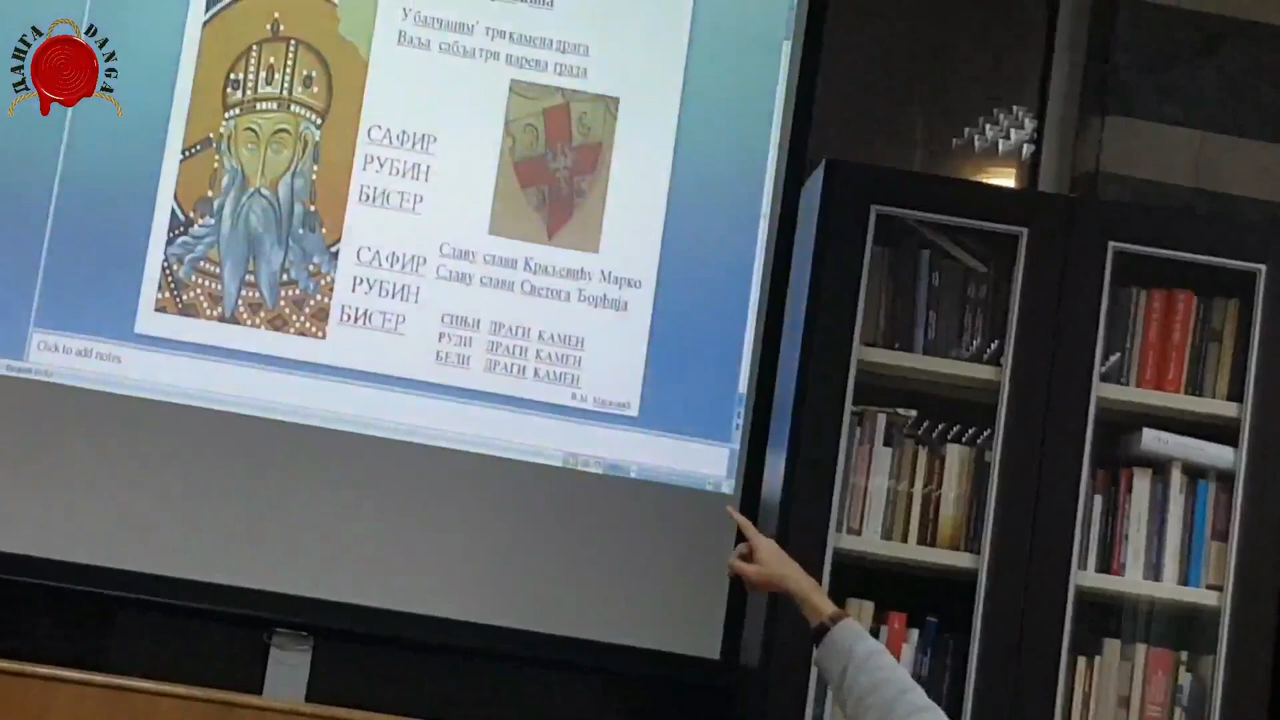 ДАНГА DANGA
У балчацим' три камена драга
Ваља сабља три царева града
САФИР
РУБИН
БИСЕР
Славу слави Краљевићу Марко
Славу слави Светога Ђорђија
САФИР
РУБИН
БИСЕР
СИЊИ ДРАГИ КАМЕН
РУДИ ДРАГИ КАМЕН
БЕЛИ ДРАГИ КАМЕН
В.М.
Click to add notes